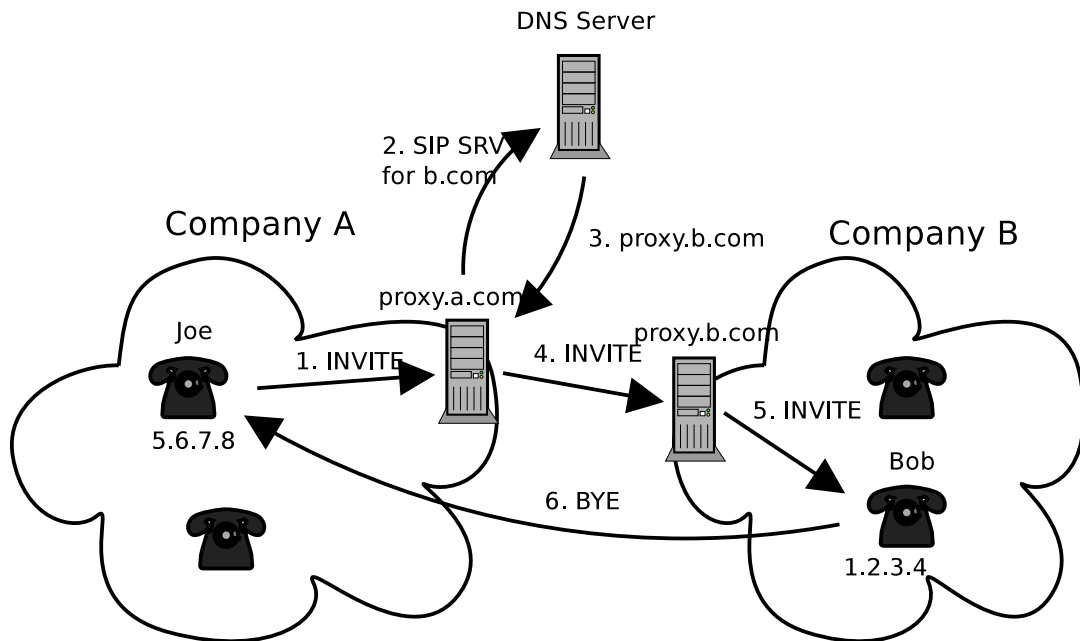 DNS Server
2. SIP SRV
for b.com
Company A
3. proxy.b.com
Company B
proxy.a.com
proxy.b.com
Joe
1. INVITE
4. INVITE
5. INVITE
5.6.7.8
Bob
6. BYE
1.2.3.4